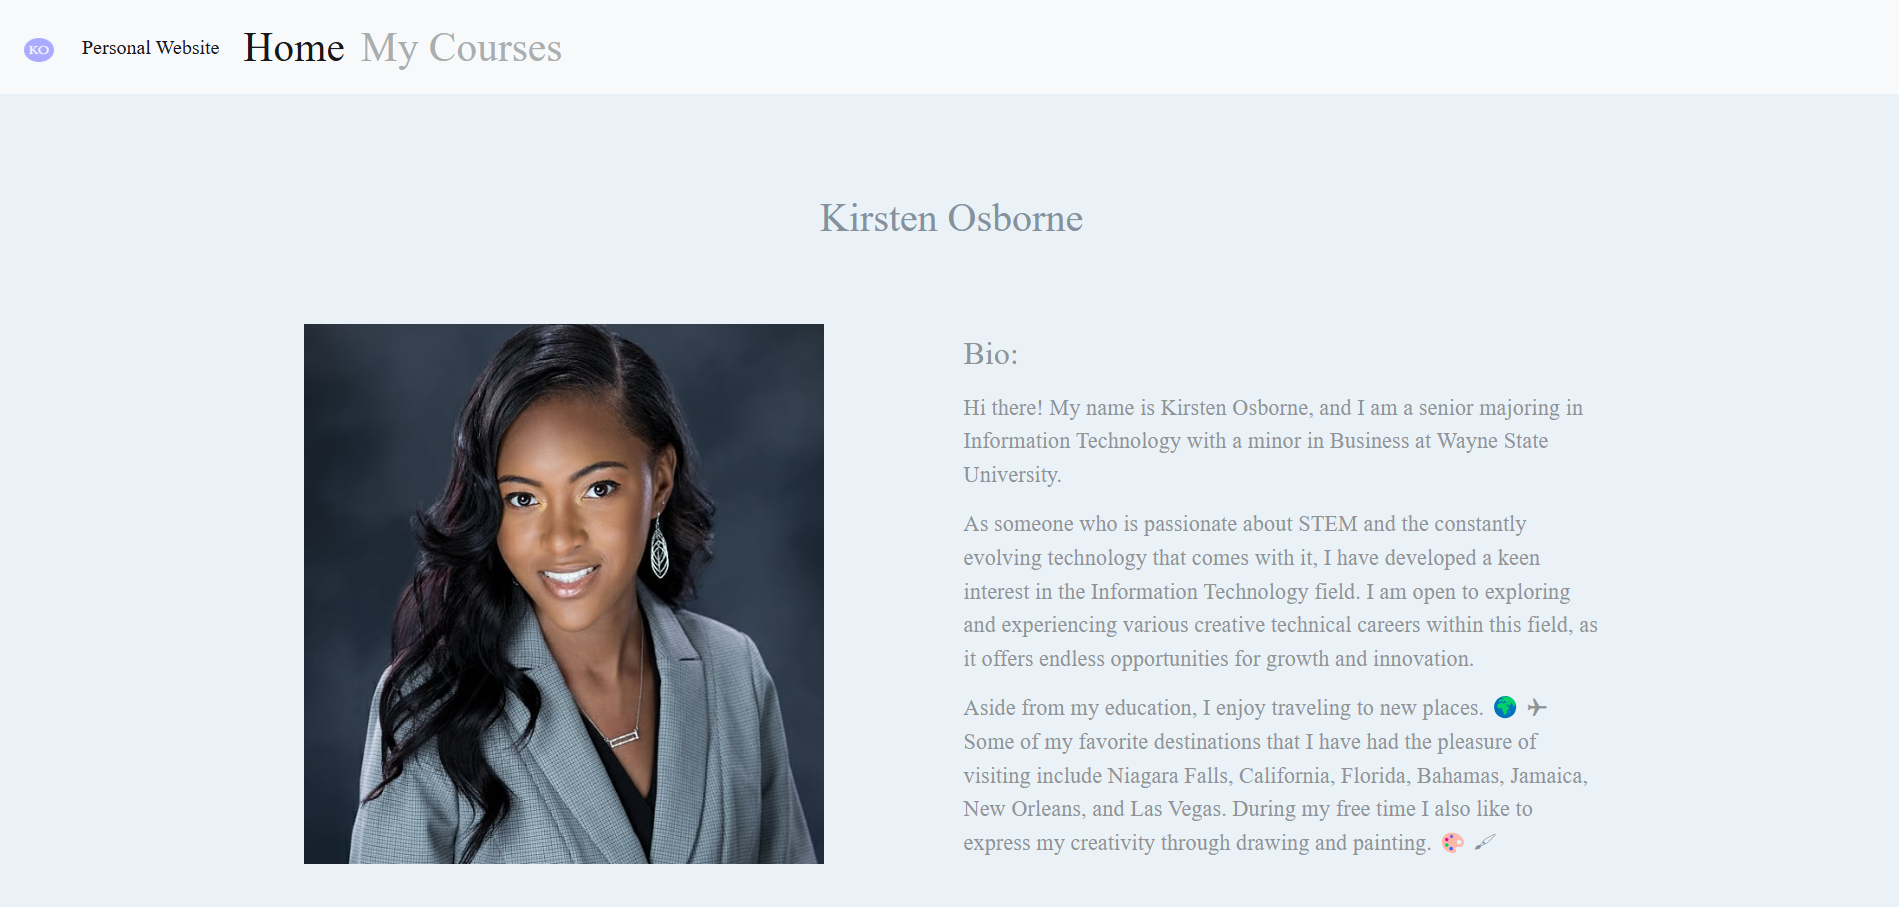 KO Personal Website Home My Courses
Kirsten Osborne
Bio:
Hi there! My name is Kirsten Osborne, and I am a senior majoring in
Information Technology with a minor in Business at Wayne State
University.
As someone who is passionate about STEM and the constantly
evolving technology that comes with it, I have developed a keen
interest in the Information Technology field. I am open to exploring
and experiencing various creative technical careers within this field, as
it offers endless opportunities for growth and innovation.
Aside from my education, I enjoy traveling to new places. 🌍 ✈
Some of my favorite destinations that I have had the pleasure of
visiting include Niagara Falls, California, Florida, Bahamas, Jamaica,
New Orleans, and Las Vegas. During my free time I also like to
express my creativity through drawing and painting. 🎨 🖌